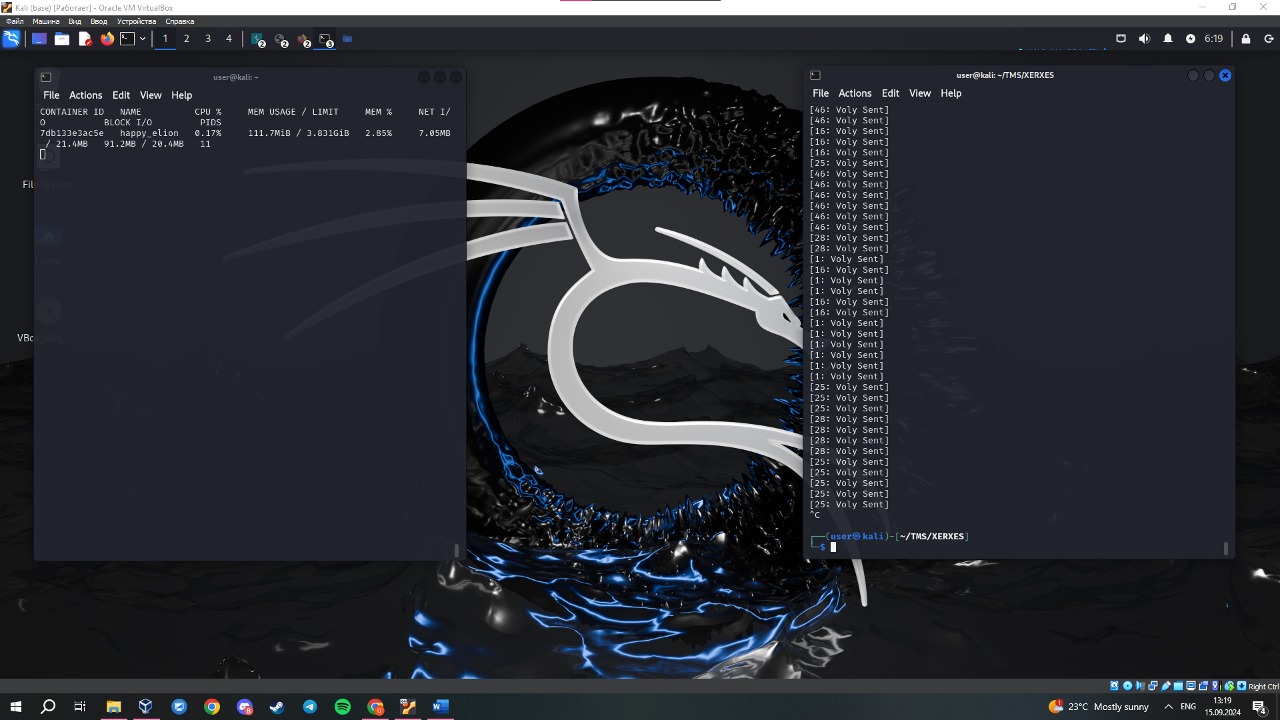 Kali (base) [Работает] - Oracle VM VirtualBox
Файл Машина Вид Ввод Устройства Справка
1 2 3 4 2 2 2 3 6:19
user@kali: ~
File Actions Edit View Help
CONTAINER ID NAME CPU % MEM USAGE / LIMIT MEM % NET I/
O BLOCK I/O PIDS
7db133e3ac5e happy_elion 0.17% 111.7MiB / 3.831GiB 2.85% 7.05MB
/ 21.4MB 91.2MB / 20.4MB 11
File System
Home
user@kali: ~/TMS/XERXES
File Actions Edit View Help
[46: Voly Sent]
[46: Voly Sent]
[16: Voly Sent]
[16: Voly Sent]
[16: Voly Sent]
[25: Voly Sent]
[46: Voly Sent]
[46: Voly Sent]
[46: Voly Sent]
[46: Voly Sent]
[46: Voly Sent]
[46: Voly Sent]
[28: Voly Sent]
[28: Voly Sent]
[1: Voly Sent]
[16: Voly Sent]
[1: Voly Sent]
[1: Voly Sent]
[16: Voly Sent]
[16: Voly Sent]
[1: Voly Sent]
[1: Voly Sent]
[1: Voly Sent]
[1: Voly Sent]
[1: Voly Sent]
[1: Voly Sent]
[25: Voly Sent]
[25: Voly Sent]
[25: Voly Sent]
[28: Voly Sent]
[28: Voly Sent]
[28: Voly Sent]
[28: Voly Sent]
[25: Voly Sent]
[25: Voly Sent]
[25: Voly Sent]
[25: Voly Sent]
[25: Voly Sent]
^C
(user㉿kali)-[~/TMS/XERXES]
$
Right Ctrl
23°C Mostly sunny ENG 13:19
15.09.2024 4